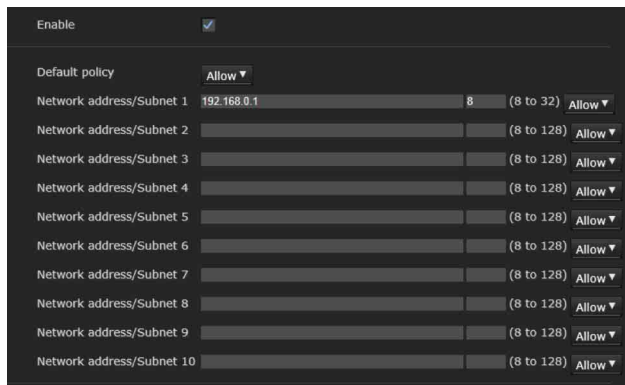 Enable
Default policy Allow ▼
Network address/Subnet 1 192.168.0.1 8 (8 to 32) Allow ▼
Network address/Subnet 2 (8 to 128) Allow ▼
Network address/Subnet 3 (8 to 128) Allow ▼
Network address/Subnet 4 (8 to 128) Allow ▼
Network address/Subnet 5 (8 to 128) Allow ▼
Network address/Subnet 6 (8 to 128) Allow ▼
Network address/Subnet 7 (8 to 128) Allow ▼
Network address/Subnet 8 (8 to 128) Allow ▼
Network address/Subnet 9 (8 to 128) Allow ▼
Network address/Subnet 10 (8 to 128) Allow ▼